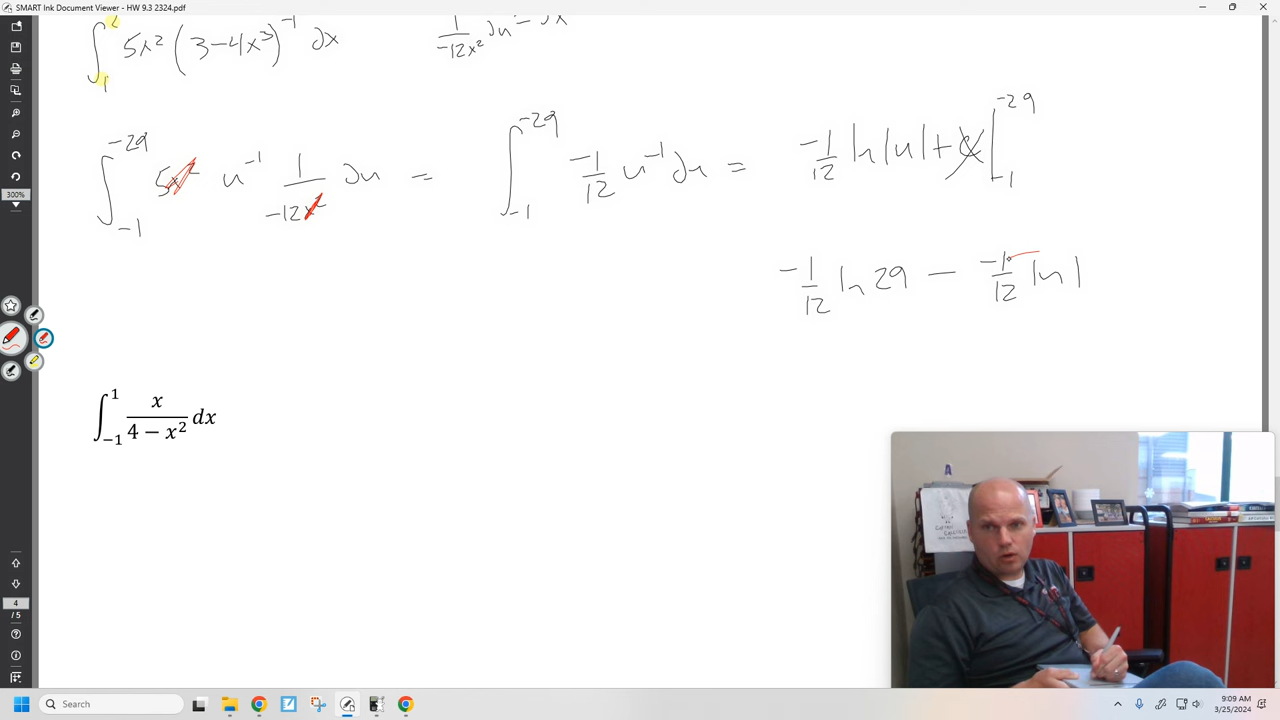 SMART Ink Document Viewer - HW 9.3 2324.pdf
∫₁² 5x² (3-4x³)⁻¹ dx
1/-12x² du = dx
∫₋₁⁻²⁹ 5x² u⁻¹ 1/-12x² du = ∫₋₁⁻²⁹ -1/12 u⁻¹ du = -1/12 ln|u| + C |₋₁⁻²⁹
-1/12 ln 29 - -1/12 ln 1
∫₋₁¹ x/(4 − x²) dx
300%
4
/ 5
Search
9:09 AM
3/25/2024